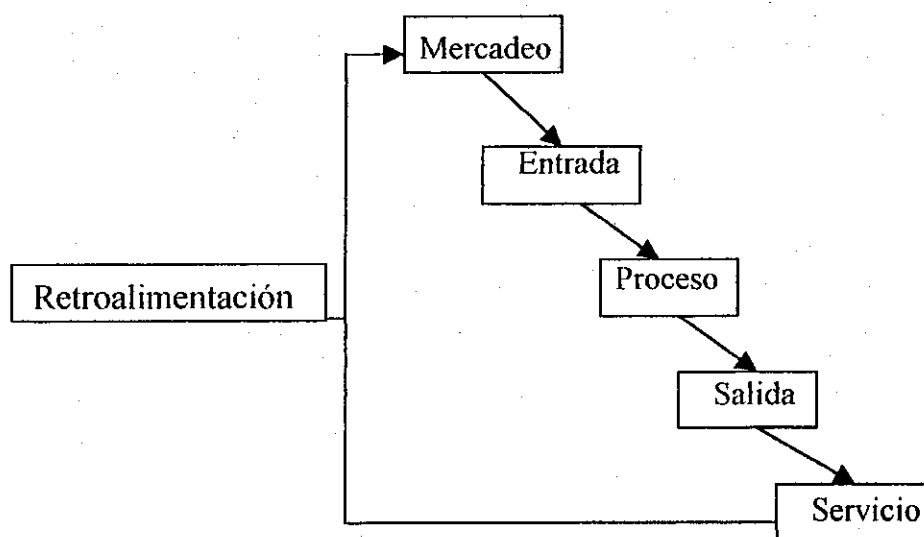 Mercadeo
Entrada
Proceso
Retroalimentación
Salida
Servicio